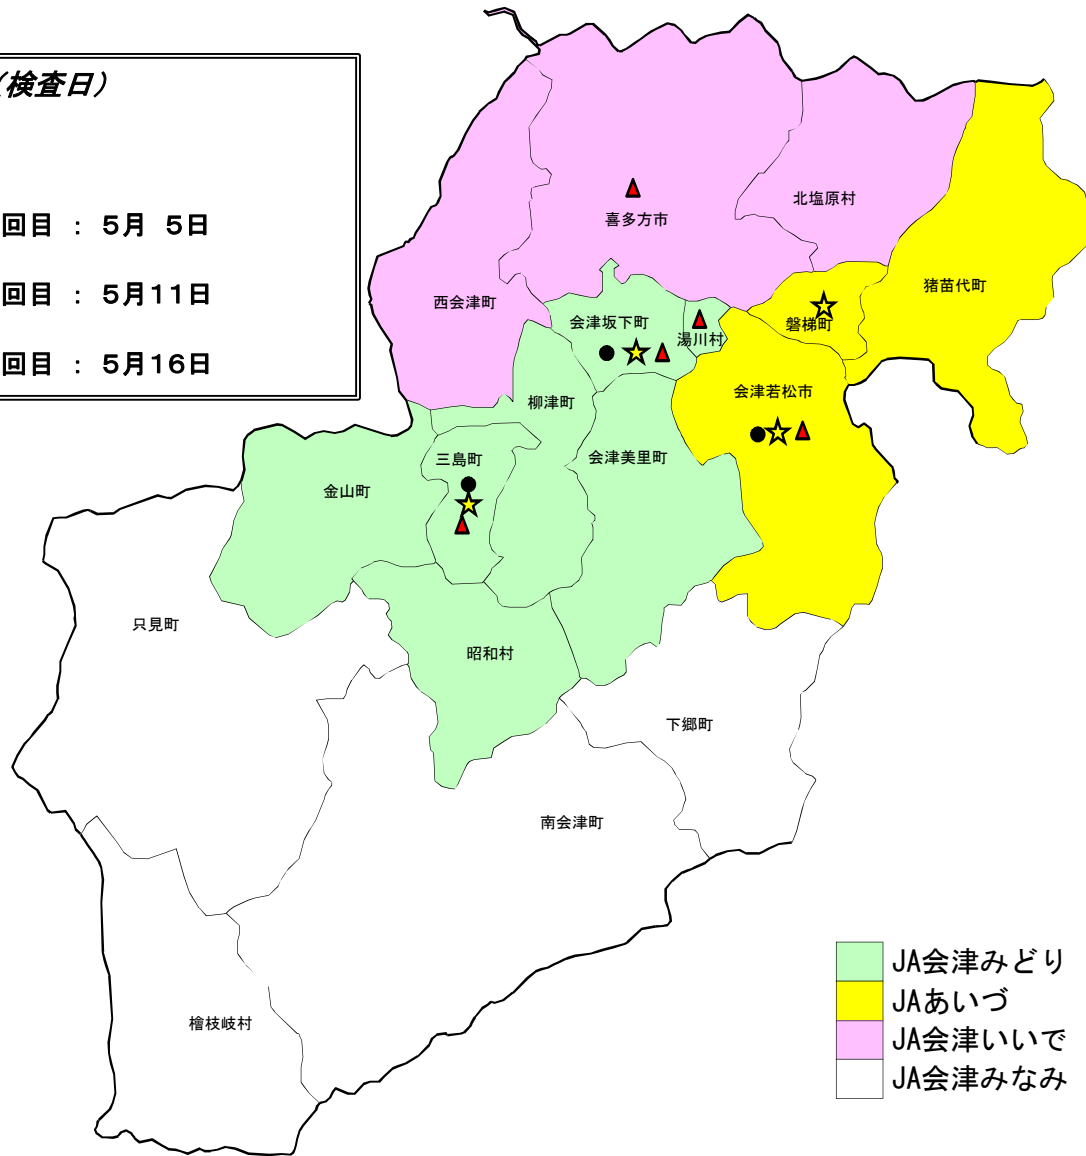 （検査日）
回目 ： 5月 5日
回目 ： 5月11日
回目 ： 5月16日
北塩原村
喜多方市
猪苗代町
西会津町
会津坂下町
磐梯町
湯川村
会津若松市
柳津町
会津美里町
三島町
金山町
只見町
昭和村
下郷町
南会津町
檜枝岐村
JA会津みどり
JAあいづ
JA会津いいで
JA会津みなみ